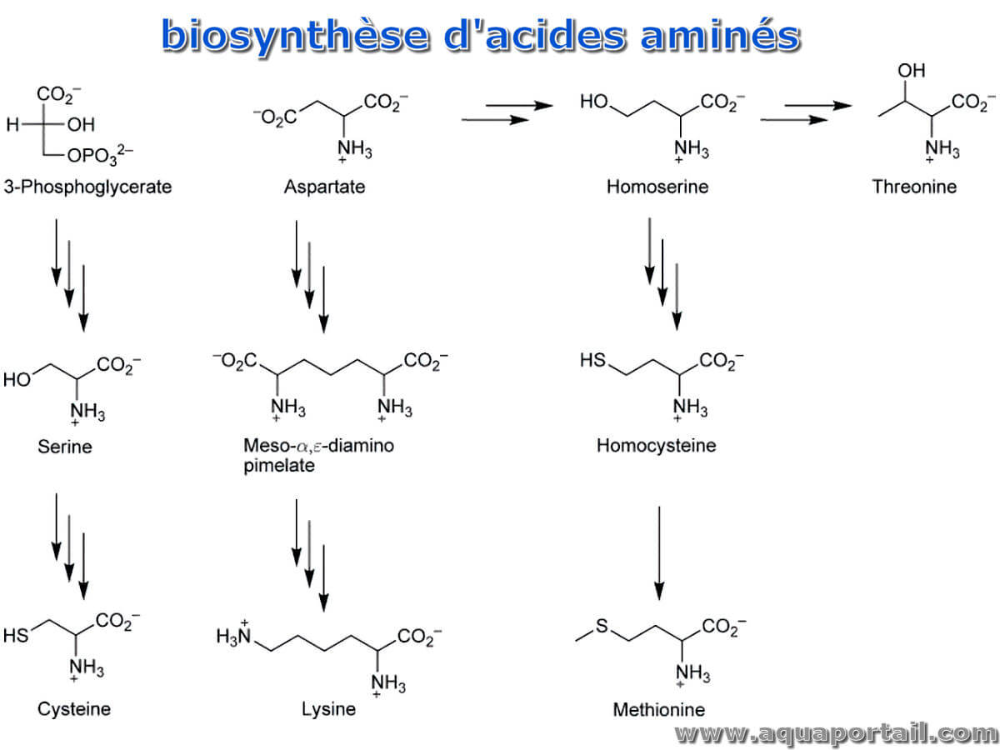 biosynthèse d'acides aminés
CO₂⁻
H OH
OPO₃²⁻
3-Phosphoglycerate
⁻O₂C CO₂⁻
NH₃
+
Aspartate
HO CO₂⁻
NH₃
+
Homoserine
OH
CO₂⁻
NH₃
+
Threonine
HO CO₂⁻
NH₃
+
Serine
⁻O₂C CO₂⁻
NH₃ NH₃
+ +
Meso-α,ε-diamino
pimelate
HS CO₂⁻
NH₃
+
Homocysteine
HS CO₂⁻
NH₃
+
Cysteine
+
H₃N CO₂⁻
NH₃
+
Lysine
S CO₂⁻
NH₃
+
Methionine
www.aquaportail.com